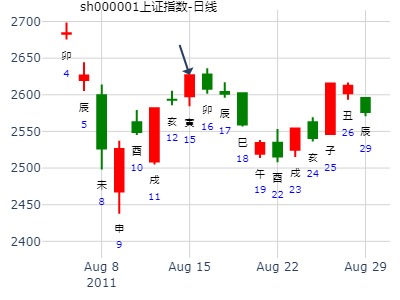 sh000001上证指数-日线
2700
2650
2600
2550
2500
2450
2400
卯
4
辰
5
未
8
申
9
酉
10
戌
11
亥
12
寅
15
卯
16
辰
17
巳
18
午
19
酉
22
戌
23
亥
24
子
25
丑
26
辰
29
Aug 8
2011
Aug 15
Aug 22
Aug 29